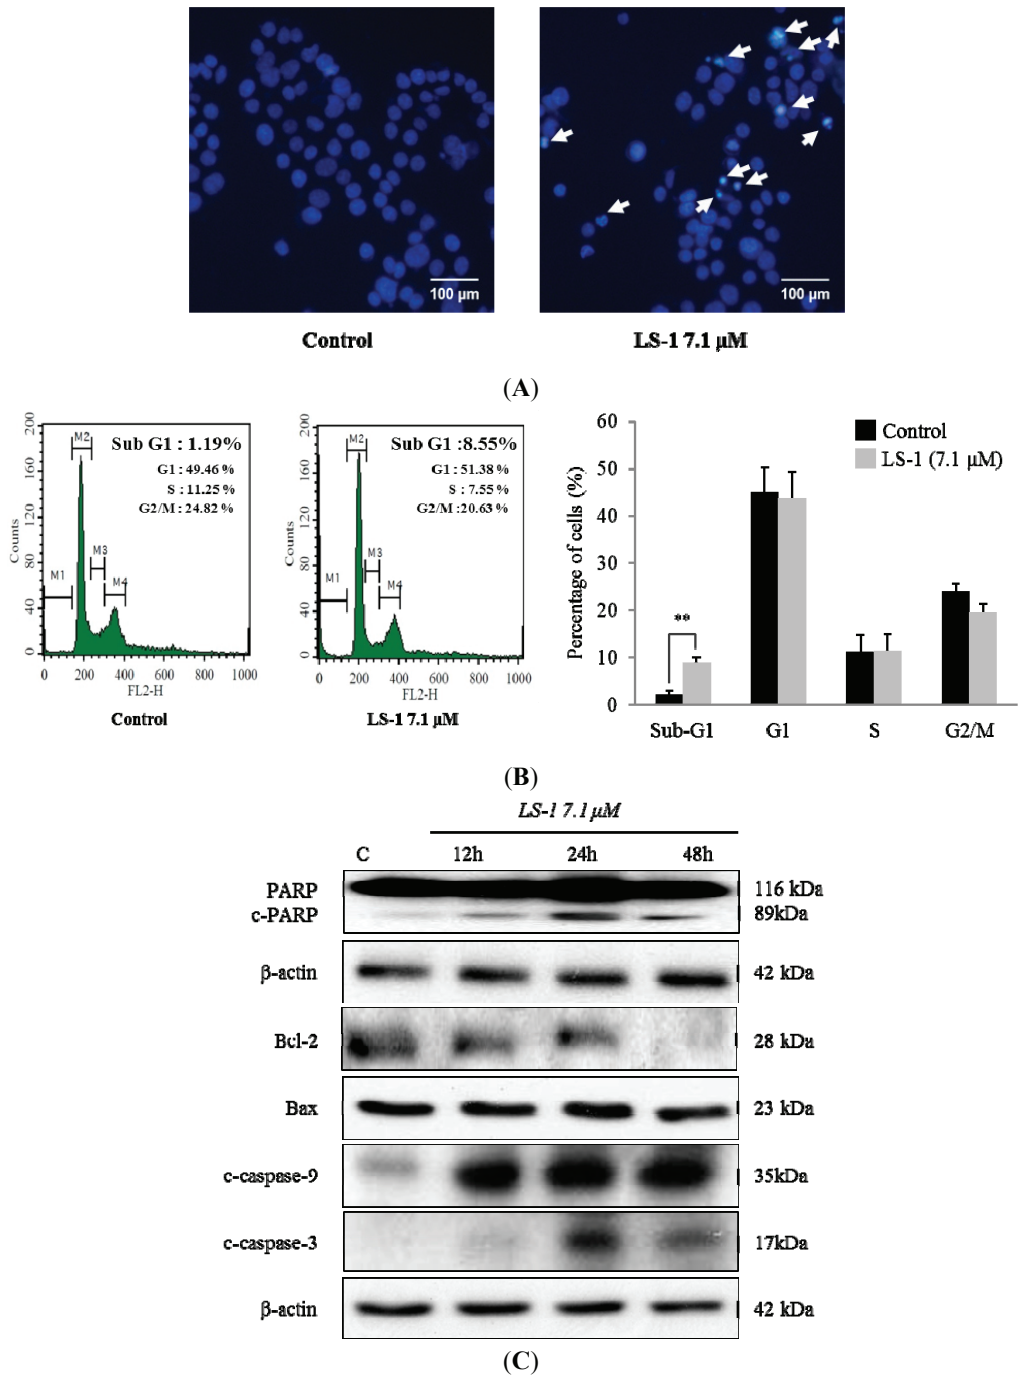 100 μm
100 μm
Control
LS-1 7.1 μM
(A)
200
160
120
80
40
0
Counts
M2
M3
M1
M4
Sub G1 : 1.19%
G1 : 49.46 %
S : 11.25 %
G2/M : 24.82 %
0 200 400 600 800 1000
FL2-H
Control
200
160
120
80
40
0
Counts
M2
M3
M1
M4
Sub G1 :8.55%
G1 : 51.38 %
S : 7.55 %
G2/M : 20.63 %
0 200 400 600 800 1000
FL2-H
LS-1 7.1 μM
Percentage of cells (%)
60
50
40
30
20
10
0
Control
LS-1 (7.1 μM)
**
Sub-G1 G1 S G2/M
(B)
LS-1 7.1 μM
C 12h 24h 48h
PARP 116 kDa
c-PARP 89kDa
β-actin 42 kDa
Bcl-2 28 kDa
Bax 23 kDa
c-caspase-9 35kDa
c-caspase-3 17kDa
β-actin 42 kDa
(C)